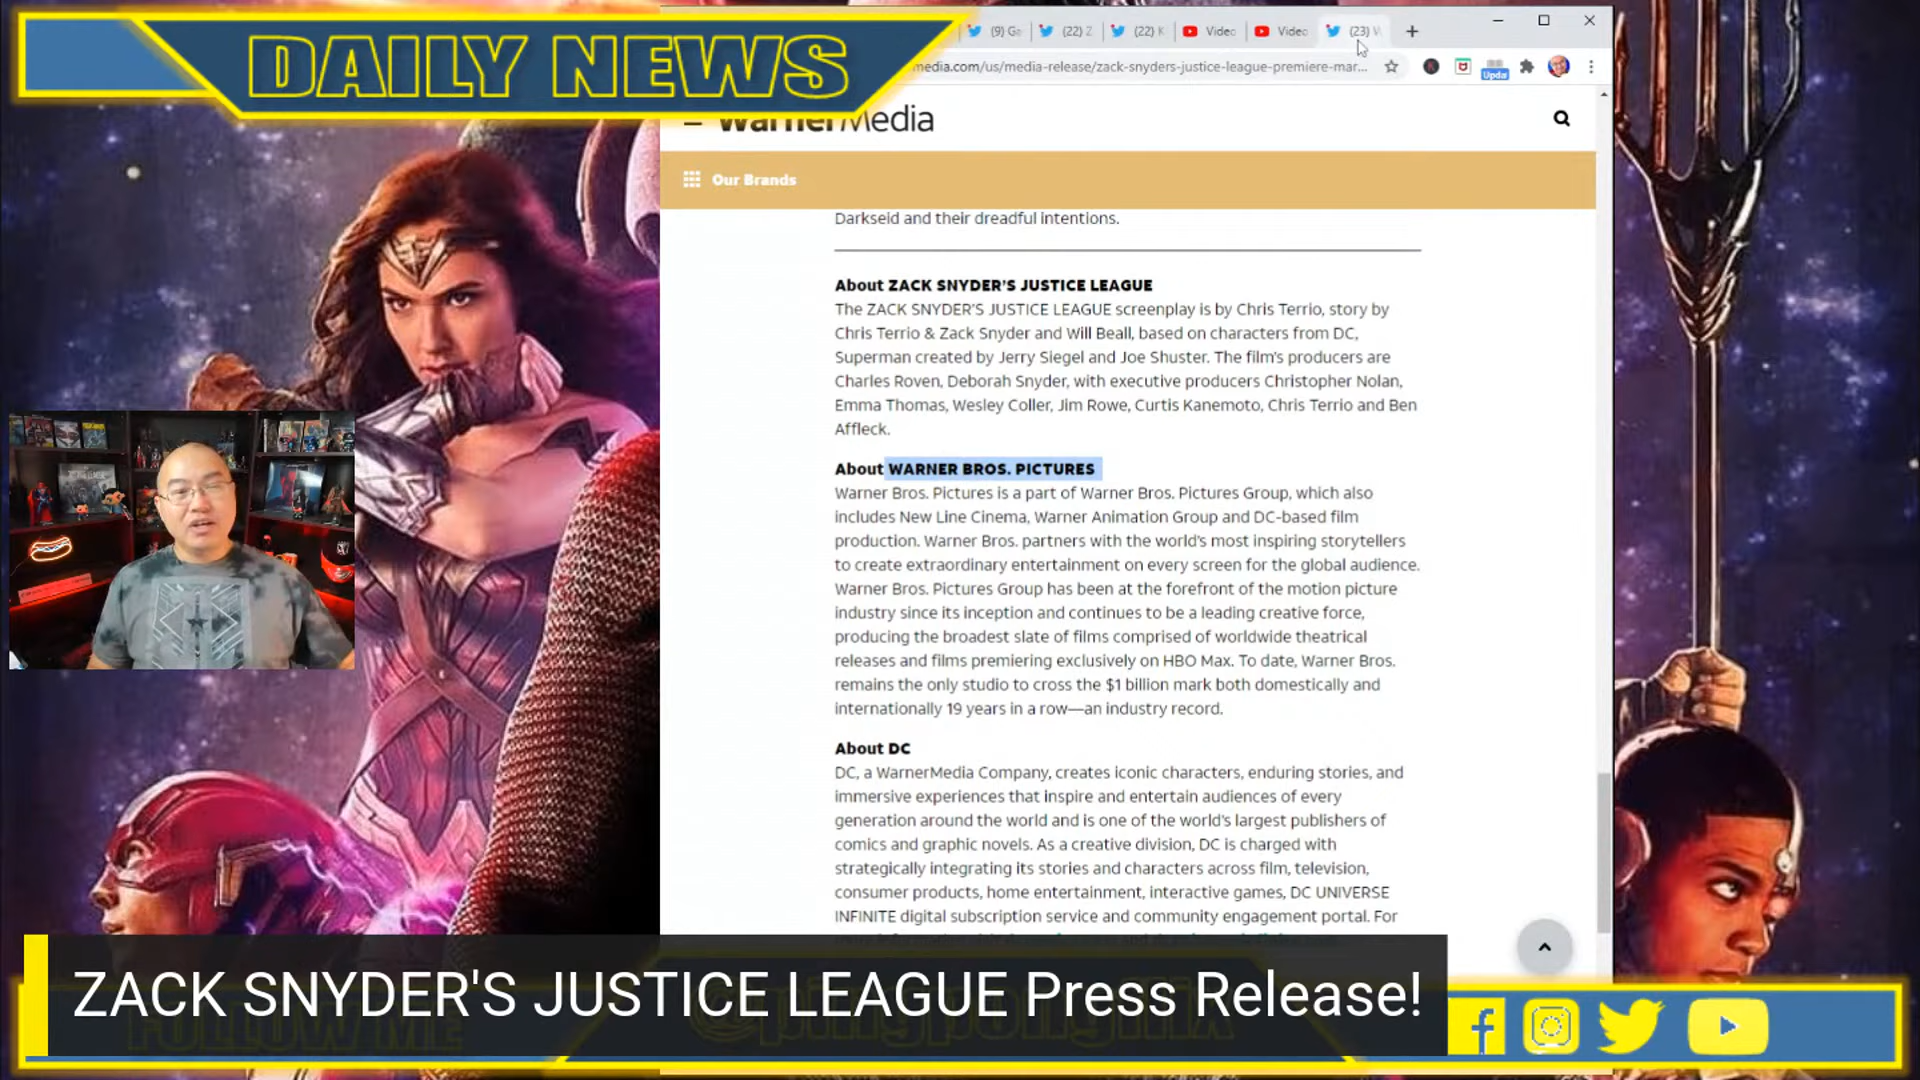 DAILY NEWS
(9) Ga
(22) Z
(22) K
Video
Video
(23) V
media.com/us/media-release/zack-snyders-justice-league-premiere-mar...
Upda
WarnerMedia
Our Brands
Darkseid and their dreadful intentions.
About ZACK SNYDER'S JUSTICE LEAGUE
The ZACK SNYDER'S JUSTICE LEAGUE screenplay is by Chris Terrio, story by
Chris Terrio & Zack Snyder and Will Beall, based on characters from DC,
Superman created by Jerry Siegel and Joe Shuster. The film's producers are
Charles Roven, Deborah Snyder, with executive producers Christopher Nolan,
Emma Thomas, Wesley Coller, Jim Rowe, Curtis Kanemoto, Chris Terrio and Ben
Affleck.
About WARNER BROS. PICTURES
Warner Bros. Pictures is a part of Warner Bros. Pictures Group, which also
includes New Line Cinema, Warner Animation Group and DC-based film
production. Warner Bros. partners with the world's most inspiring storytellers
to create extraordinary entertainment on every screen for the global audience.
Warner Bros. Pictures Group has been at the forefront of the motion picture
industry since its inception and continues to be a leading creative force,
producing the broadest slate of films comprised of worldwide theatrical
releases and films premiering exclusively on HBO Max. To date, Warner Bros.
remains the only studio to cross the $1 billion mark both domestically and
internationally 19 years in a row—an industry record.
About DC
DC, a WarnerMedia Company, creates iconic characters, enduring stories, and
immersive experiences that inspire and entertain audiences of every
generation around the world and is one of the world's largest publishers of
comics and graphic novels. As a creative division, DC is charged with
strategically integrating its stories and characters across film, television,
consumer products, home entertainment, interactive games, DC UNIVERSE
INFINITE digital subscription service and community engagement portal. For
ZACK SNYDER'S JUSTICE LEAGUE Press Release!
FOLLOW ME
@pingpongflix